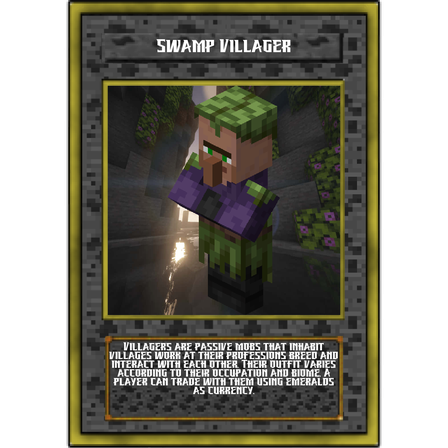 Swamp Villager
Villagers are passive mobs that inhabit
villages work at their professions breed and
interact with each other their outfit varies
according to their occupation and biome. A
player can trade with them using emeralds
as currency.